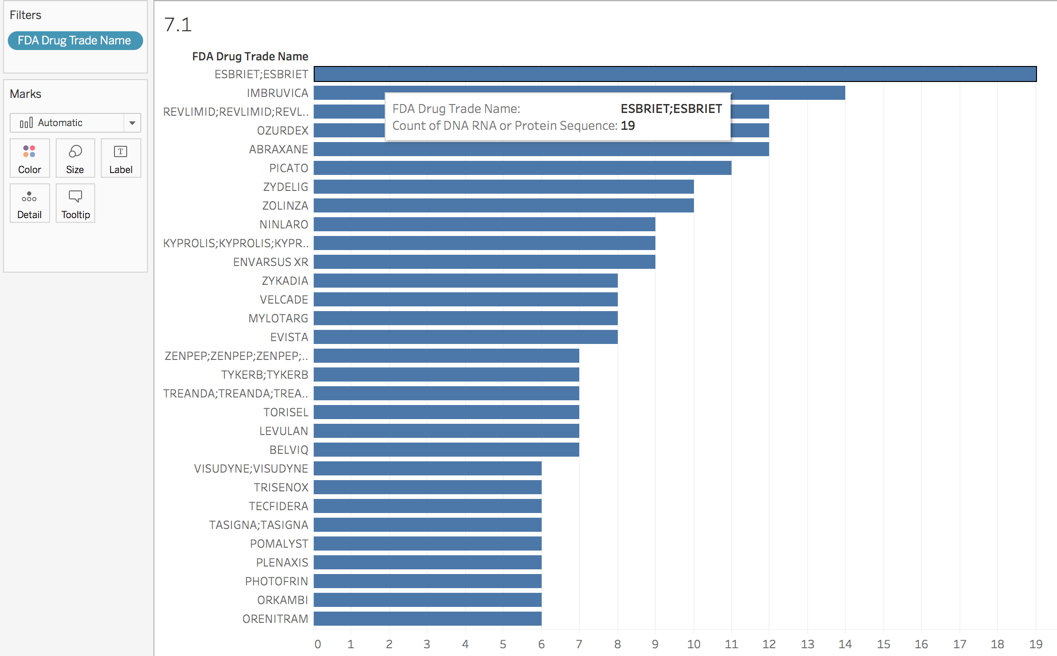 Filters
FDA Drug Trade Name
Marks
Automatic
Color
Size
Label
Detail
Tooltip
7.1
FDA Drug Trade Name
ESBRIET;ESBRIET
IMBRUVICA
REVLIMID;REVLIMID;REVL..
OZURDEX
ABRAXANE
PICATO
ZYDELIG
ZOLINZA
NINLARO
KYPROLIS;KYPROLIS;KYPR..
ENVARSUS XR
ZYKADIA
VELCADE
MYLOTARG
EVISTA
ZENPEP;ZENPEP;ZENPEP;..
TYKERB;TYKERB
TREANDA;TREANDA;TREA..
TORISEL
LEVULAN
BELVIQ
VISUDYNE;VISUDYNE
TRISENOX
TECFIDERA
TASIGNA;TASIGNA
POMALYST
PLENAXIS
PHOTOFRIN
ORKAMBI
ORENITRAM
FDA Drug Trade Name: ESBRIET;ESBRIET
Count of DNA RNA or Protein Sequence: 19
0 1 2 3 4 5 6 7 8 9 10 11 12 13 14 15 16 17 18 19